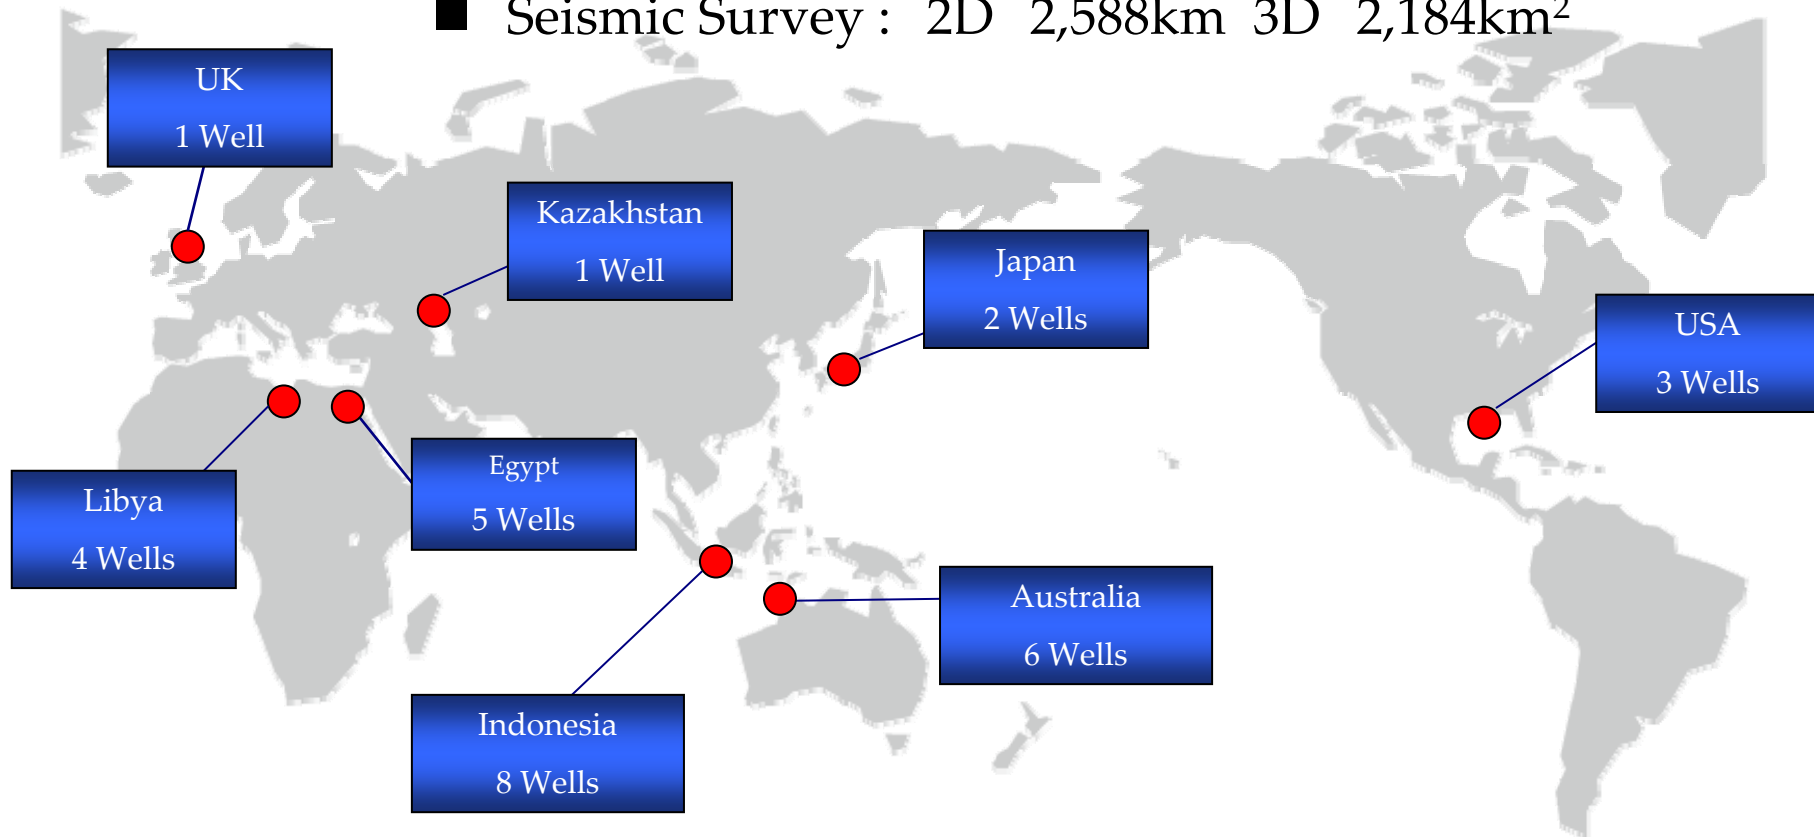 ■ Seismic Survey : 2D 2,588km 3D 2,184km²
UK
1 Well
Kazakhstan
1 Well
Japan
2 Wells
USA
3 Wells
Libya
4 Wells
Egypt
5 Wells
Australia
6 Wells
Indonesia
8 Wells